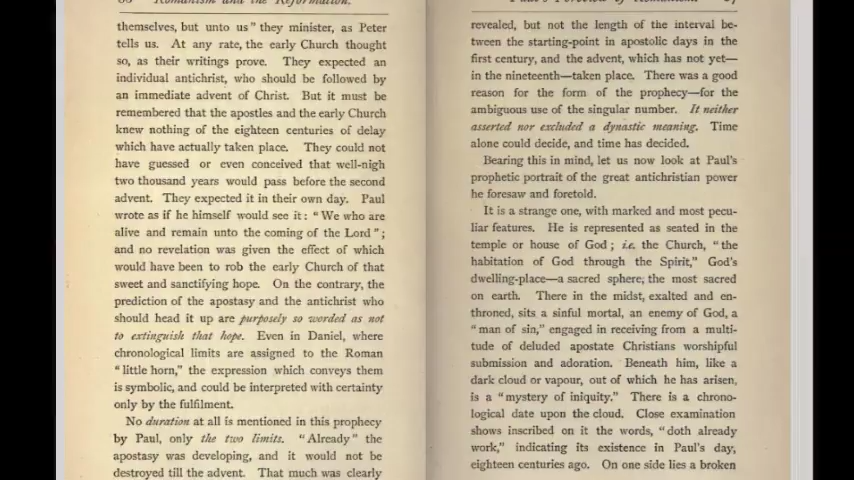 Romanism and the Reformation.
themselves, but unto us" they minister, as Peter
tells us. At any rate, the early Church thought
so, as their writings prove. They expected an
individual antichrist, who should be followed by
an immediate advent of Christ. But it must be
remembered that the apostles and the early Church
knew nothing of the eighteen centuries of delay
which have actually taken place. They could not
have guessed or even conceived that well-nigh
two thousand years would pass before the second
advent. They expected it in their own day. Paul
wrote as if he himself would see it: "We who are
alive and remain unto the coming of the Lord";
and no revelation was given the effect of which
would have been to rob the early Church of that
sweet and sanctifying hope. On the contrary, the
prediction of the apostasy and the antichrist who
should head it up are purposely so worded as not
to extinguish that hope. Even in Daniel, where
chronological limits are assigned to the Roman
"little horn," the expression which conveys them
is symbolic, and could be interpreted with certainty
only by the fulfilment.
No duration at all is mentioned in this prophecy
by Paul, only the two limits. "Already" the
apostasy was developing, and it would not be
destroyed till the advent. That much was clearly
revealed, but not the length of the interval be-
tween the starting-point in apostolic days in the
first century, and the advent, which has not yet—
in the nineteenth—taken place. There was a good
reason for the form of the prophecy—for the
ambiguous use of the singular number. It neither
asserted nor excluded a dynastic meaning. Time
alone could decide, and time has decided.
Bearing this in mind, let us now look at Paul's
prophetic portrait of the great antichristian power
he foresaw and foretold.
It is a strange one, with marked and most pecu-
liar features. He is represented as seated in the
temple or house of God; i.e. the Church, "the
habitation of God through the Spirit," God's
dwelling-place—a sacred sphere, the most sacred
on earth. There in the midst, exalted and en-
throned, sits a sinful mortal, an enemy of God, a
"man of sin," engaged in receiving from a multi-
tude of deluded apostate Christians worshipful
submission and adoration. Beneath him, like a
dark cloud or vapour, out of which he has arisen,
is a "mystery of iniquity." There is a chrono-
logical date upon the cloud. Close examination
shows inscribed on it the words, "doth already
work," indicating its existence in Paul's day,
eighteen centuries ago. On one side lies a broken